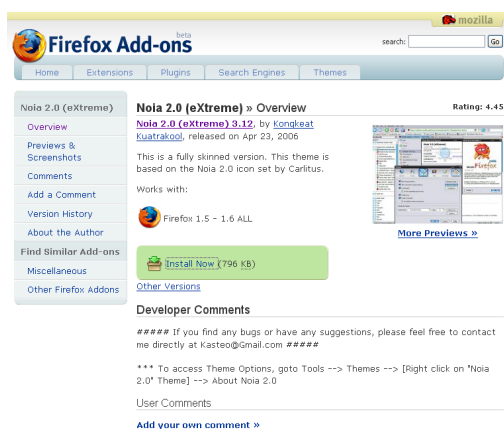 mozilla
Firefox Add-ons beta
search: Go
Home Extensions Plugins Search Engines Themes
Noia 2.0 (eXtreme)
Overview
Previews &
Screenshots
Comments
Add a Comment
Version History
About the Author
Find Similar Add-ons
Miscellaneous
Other Firefox Addons
Noia 2.0 (eXtreme) » Overview
Rating: 4.45
Noia 2.0 (eXtreme) 3.12, by Kongkeat
Kuatrakool, released on Apr 23, 2006
This is a fully skinned version. This theme is
based on the Noia 2.0 icon set by Carlitus.
Works with:
Firefox 1.5 - 1.6 ALL
More Previews »
Install Now (796 KB)
Other Versions
Developer Comments
##### If you find any bugs or have any suggestions, please feel free to contact
me directly at Kasteo@Gmail.com #####
*** To access Theme Options, goto Tools --> Themes --> [Right click on "Noia
2.0" Theme] --> About Noia 2.0
User Comments
Add your own comment »